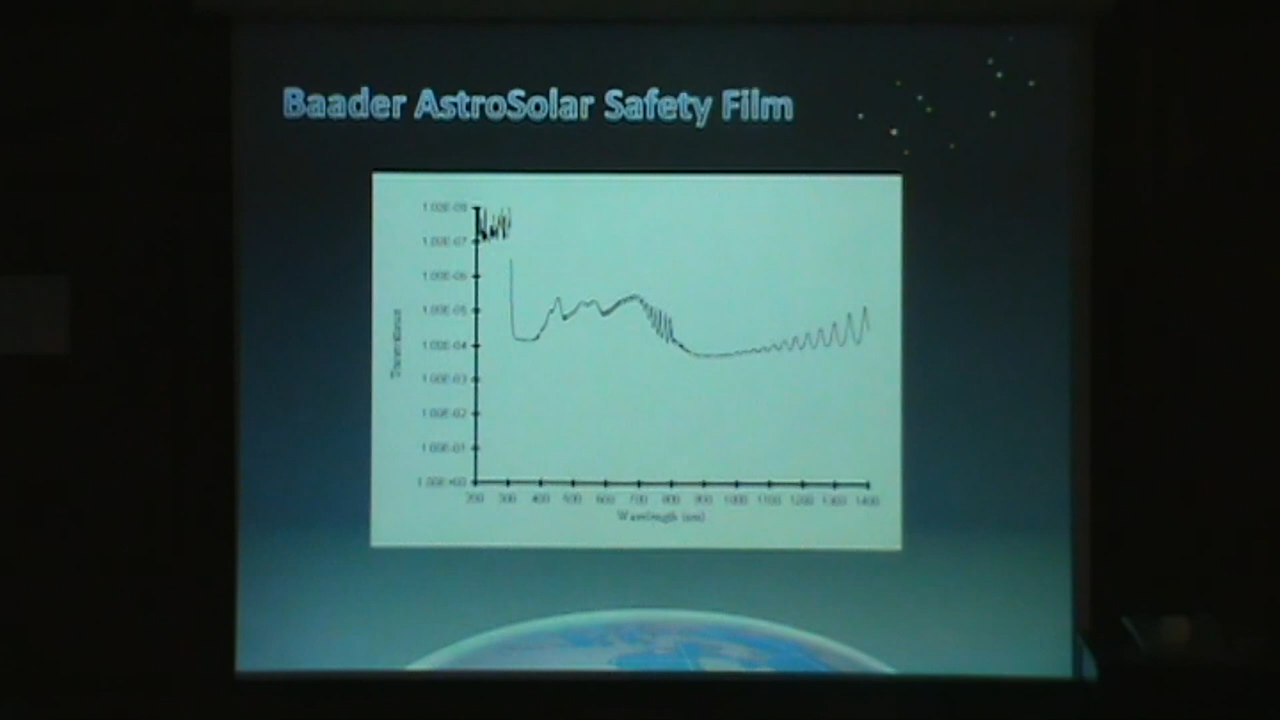 Baader AstroSolar Safety Film
1.00E-08
1.00E-07
1.00E-06
1.00E-05
1.00E-04
1.00E-03
1.00E-02
1.00E-01
1.00E+00
200 300 400 500 600 700 800 900 1000 1100 1200 1300 1400
Wavelength (nm)